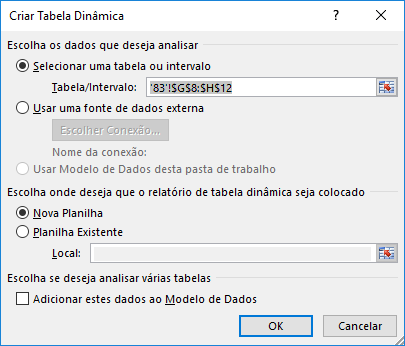 Criar Tabela Dinâmica
Escolha os dados que deseja analisar
Selecionar uma tabela ou intervalo
Tabela/Intervalo: '83'!$G$8:$H$12
Usar uma fonte de dados externa
Escolher Conexão...
Nome da conexão:
Usar Modelo de Dados desta pasta de trabalho
Escolha onde deseja que o relatório de tabela dinâmica seja colocado
Nova Planilha
Planilha Existente
Local:
Escolha se deseja analisar várias tabelas
Adicionar estes dados ao Modelo de Dados
OK Cancelar